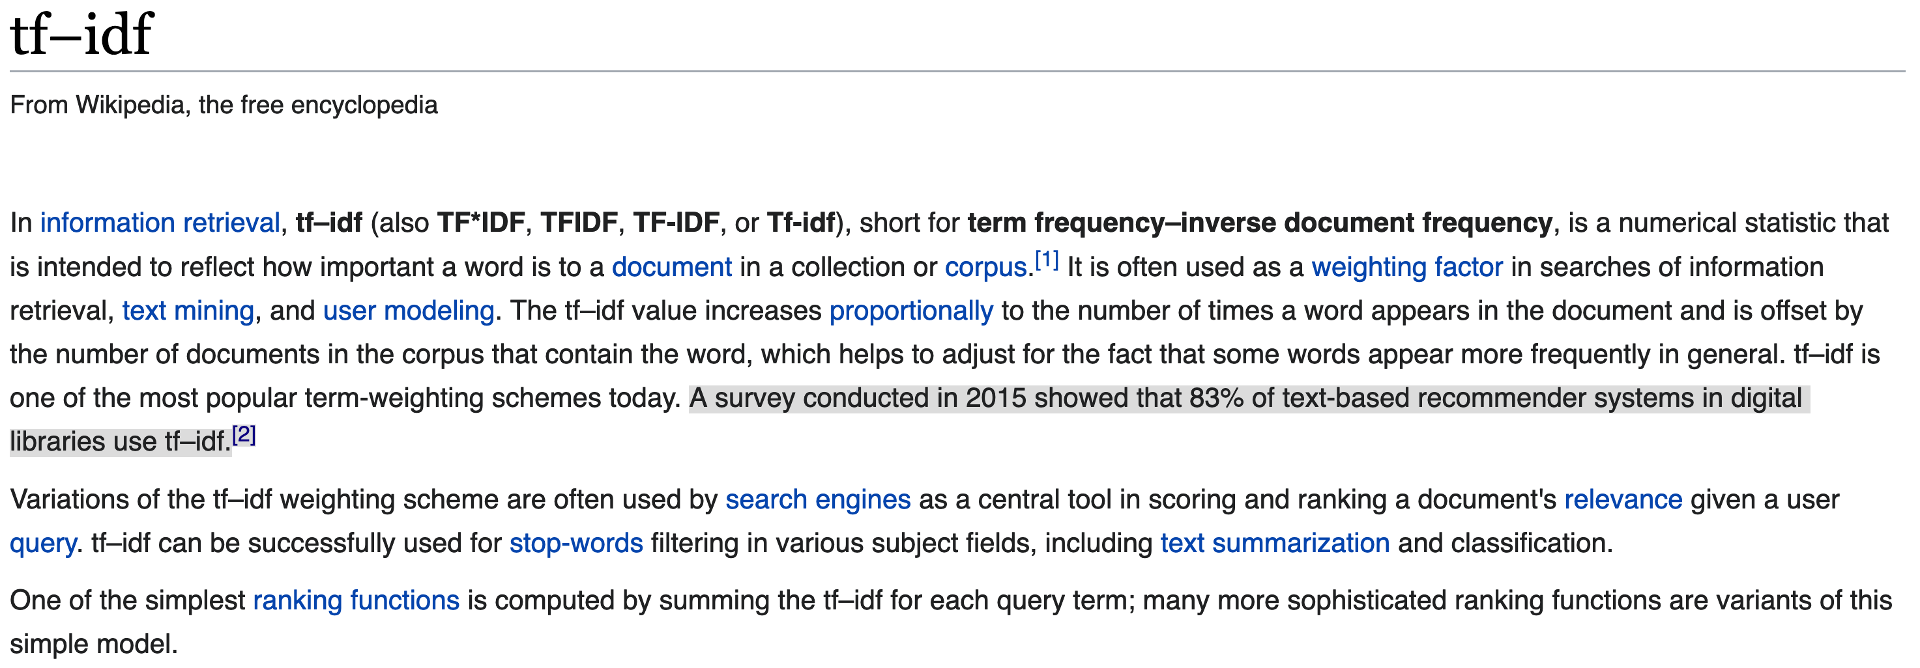 tf–idf
From Wikipedia, the free encyclopedia
In information retrieval, tf–idf (also TF*IDF, TFIDF, TF-IDF, or Tf-idf), short for term frequency–inverse document frequency, is a numerical statistic that
is intended to reflect how important a word is to a document in a collection or corpus.[1] It is often used as a weighting factor in searches of information
retrieval, text mining, and user modeling. The tf–idf value increases proportionally to the number of times a word appears in the document and is offset by
the number of documents in the corpus that contain the word, which helps to adjust for the fact that some words appear more frequently in general. tf–idf is
one of the most popular term-weighting schemes today. A survey conducted in 2015 showed that 83% of text-based recommender systems in digital
libraries use tf–idf.[2]
Variations of the tf–idf weighting scheme are often used by search engines as a central tool in scoring and ranking a document's relevance given a user
query. tf–idf can be successfully used for stop-words filtering in various subject fields, including text summarization and classification.
One of the simplest ranking functions is computed by summing the tf–idf for each query term; many more sophisticated ranking functions are variants of this
simple model.